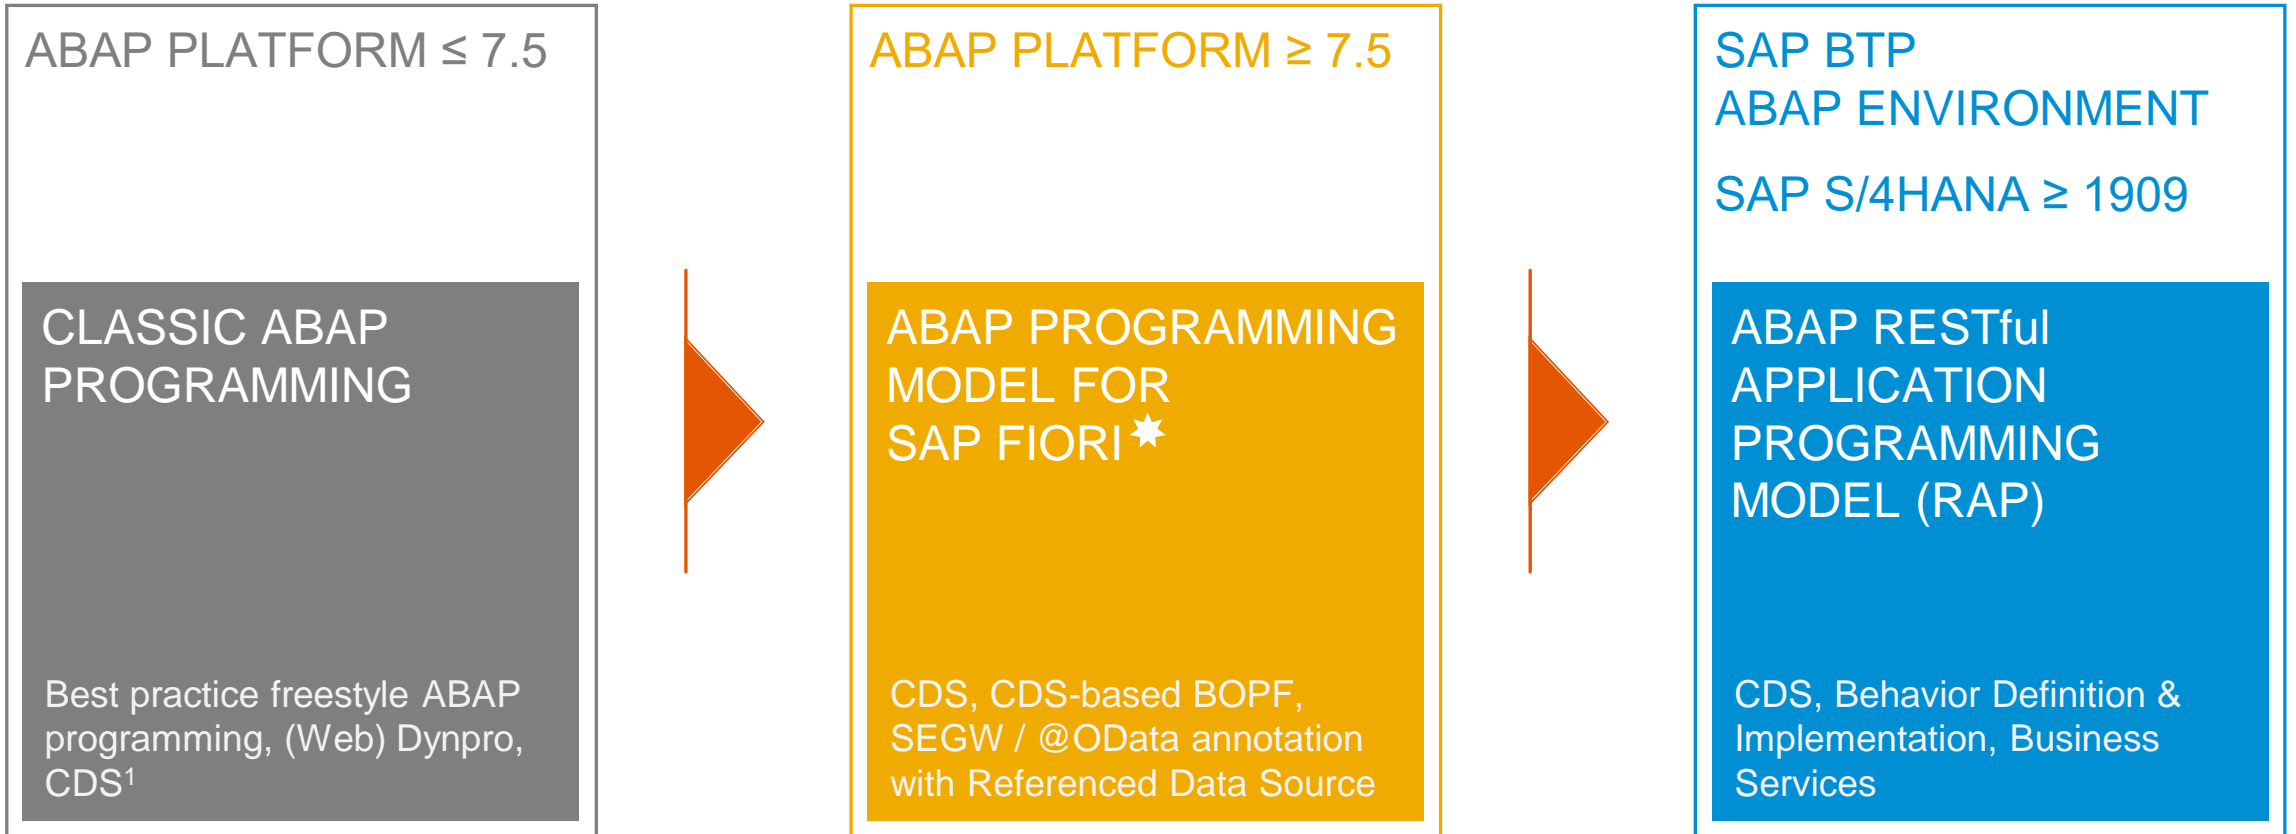 ABAP PLATFORM ≤ 7.5
CLASSIC ABAP
PROGRAMMING
Best practice freestyle ABAP
programming, (Web) Dynpro,
CDS¹
ABAP PLATFORM ≥ 7.5
ABAP PROGRAMMING
MODEL FOR
SAP FIORI
CDS, CDS-based BOPF,
SEGW / @OData annotation
with Referenced Data Source
SAP BTP
ABAP ENVIRONMENT
SAP S/4HANA ≥ 1909
ABAP RESTful
APPLICATION
PROGRAMMING
MODEL (RAP)
CDS, Behavior Definition &
Implementation, Business
Services